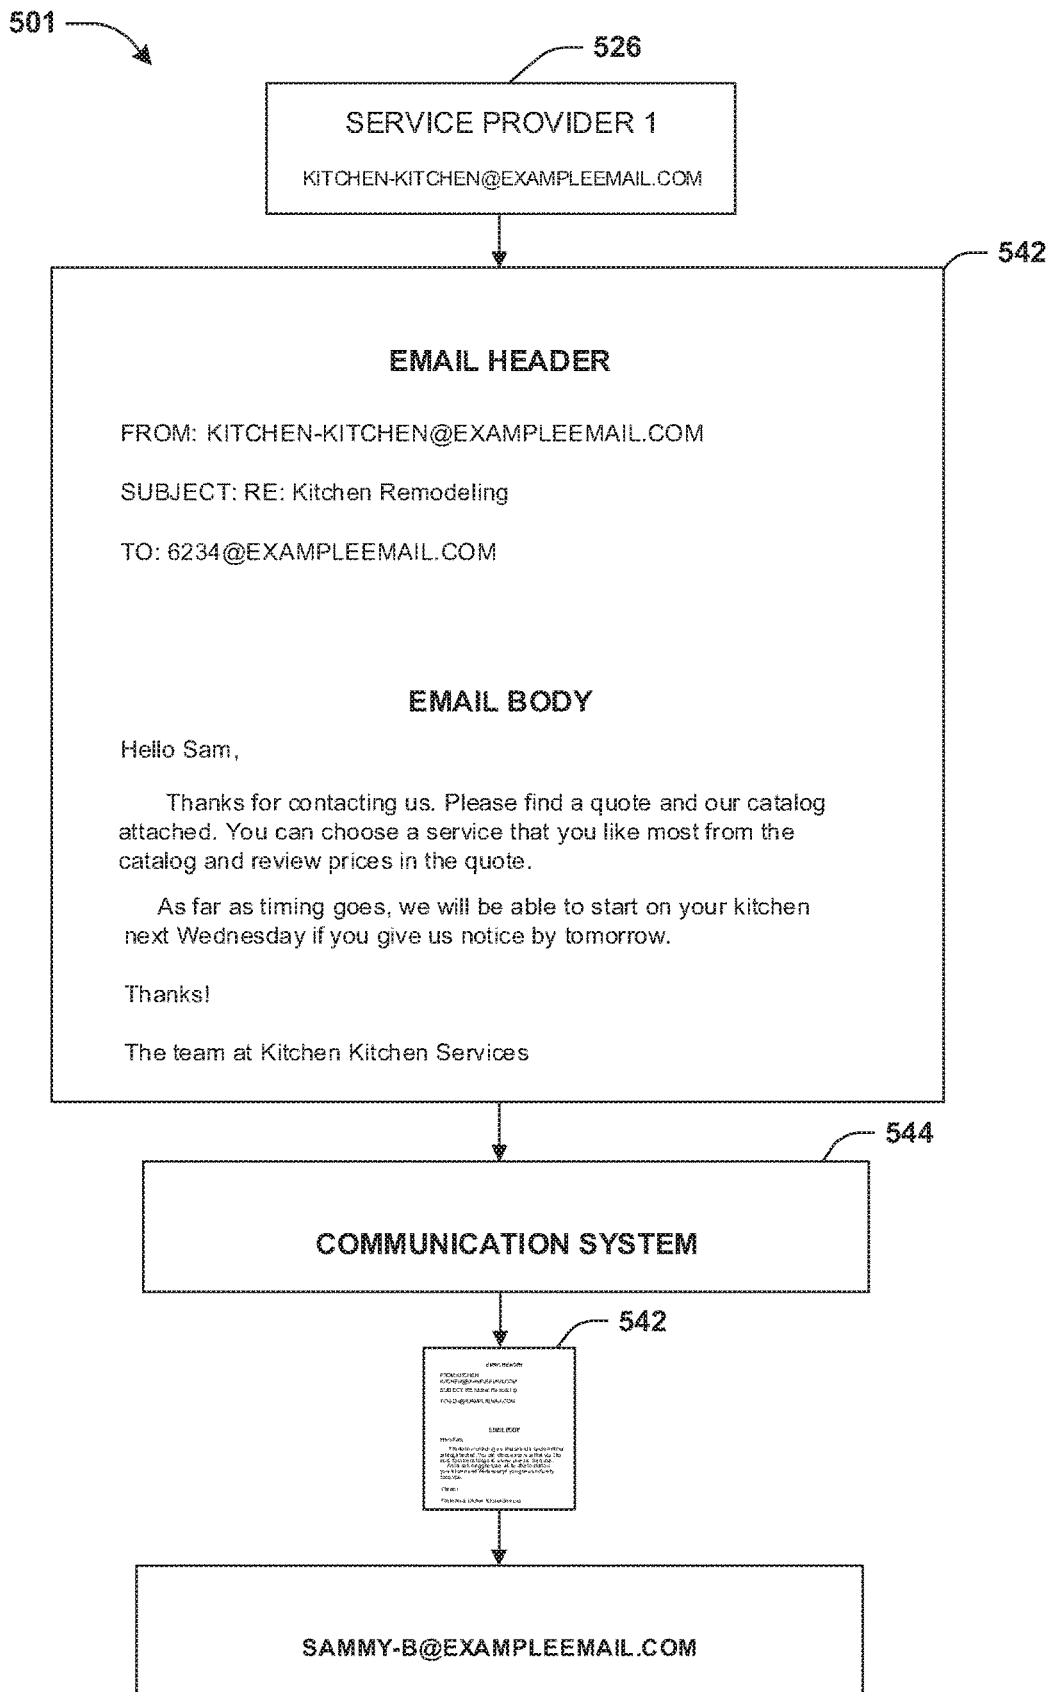 501
526
SERVICE PROVIDER 1
KITCHEN-KITCHEN@EXAMPLEEMAIL.COM
542
EMAIL HEADER
FROM: KITCHEN-KITCHEN@EXAMPLEEMAIL.COM
SUBJECT: RE: Kitchen Remodeling
TO: 6234@EXAMPLEEMAIL.COM
EMAIL BODY
Hello Sam,
Thanks for contacting us. Please find a quote and our catalog
attached. You can choose a service that you like most from the
catalog and review prices in the quote.
As far as timing goes, we will be able to start on your kitchen
next Wednesday if you give us notice by tomorrow.
Thanks!
The team at Kitchen Kitchen Services
544
COMMUNICATION SYSTEM
542
EMAIL HEADER
EMAIL BODY
SAMMY-B@EXAMPLEEMAIL.COM